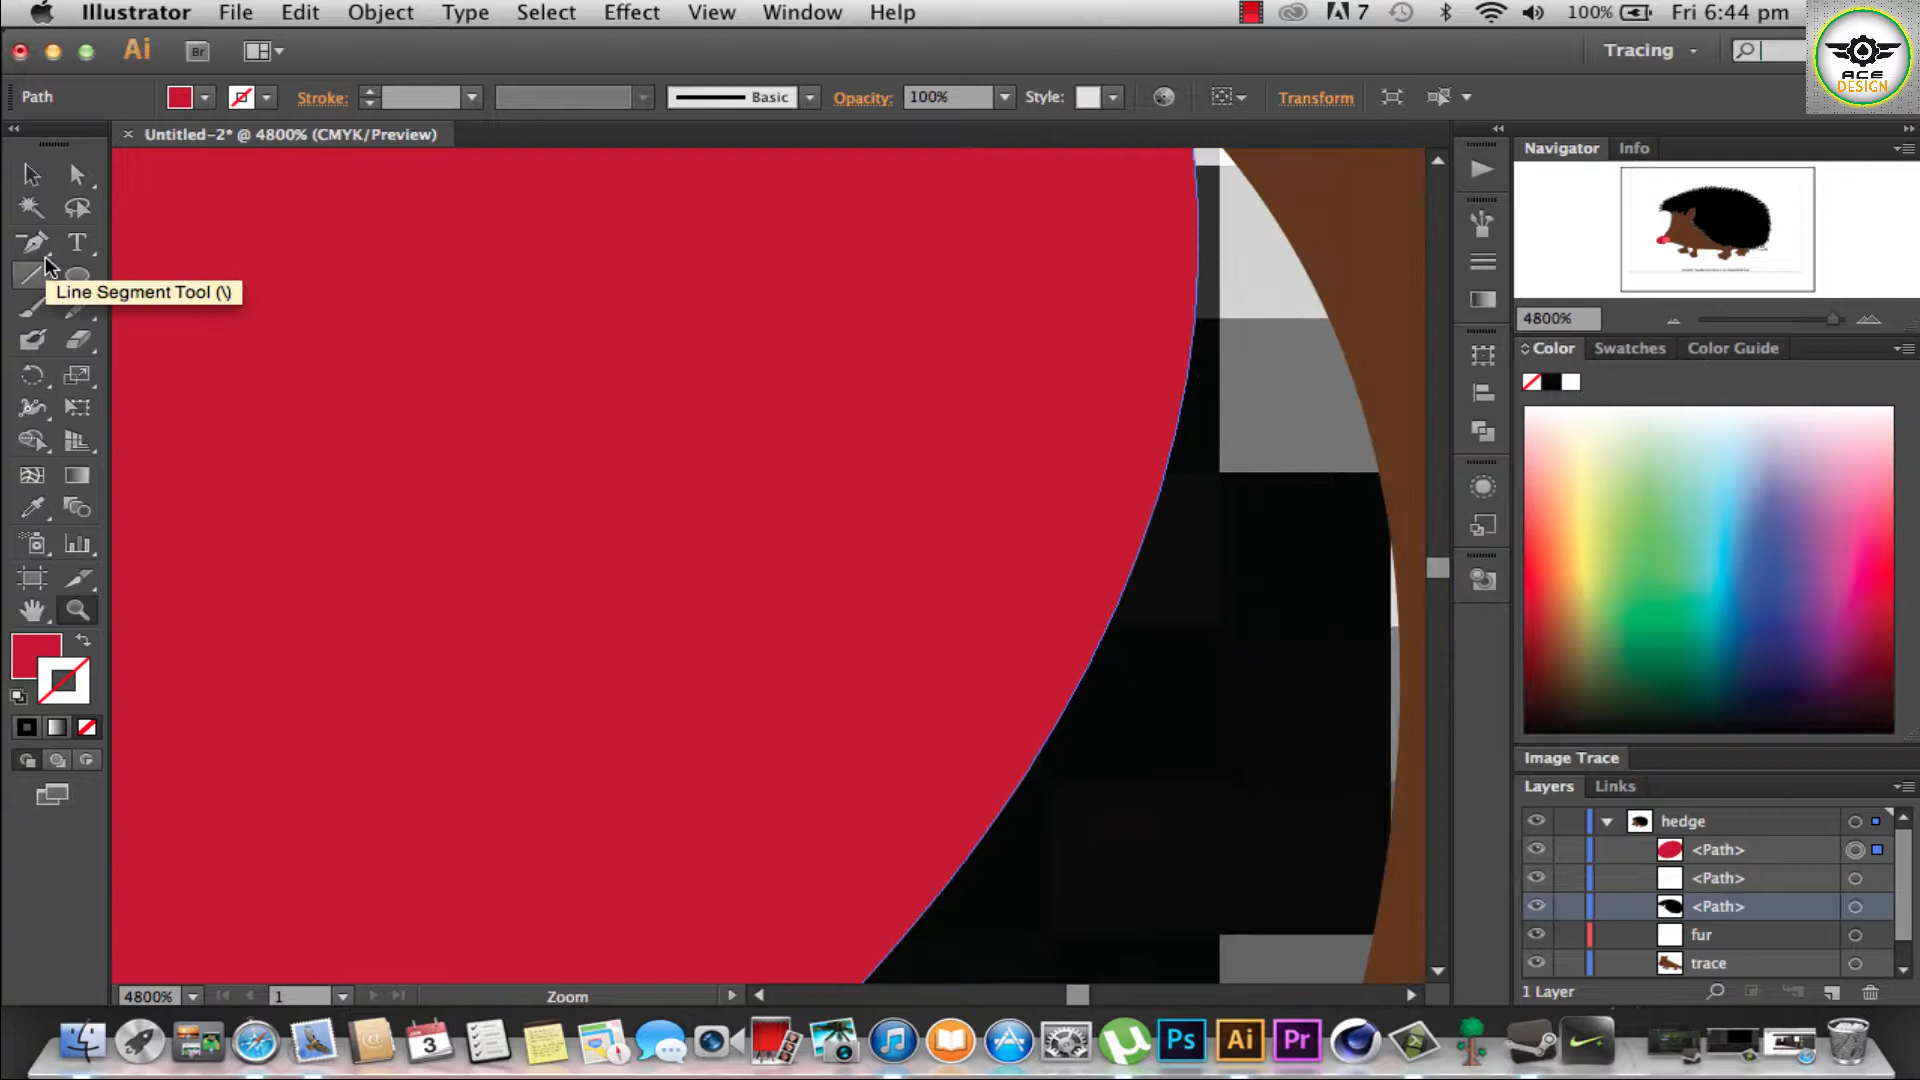 Illustrator File Edit Object Type Select Effect View Window Help 7 100% Fri 6:44 pm
Ai Br Tracing
ACE
DESIGN
Path Stroke: Basic Opacity: 100% Style: Transform
Untitled-2* @ 4800% (CMYK/Preview)
Navigator Info
T
Line Segment Tool (\)
4800%
Color Swatches Color Guide
Image Trace
Layers Links
hedge
<Path>
<Path>
<Path>
fur
trace
1 Layer
4800% 1 Zoom
3 Ps Ai Pr